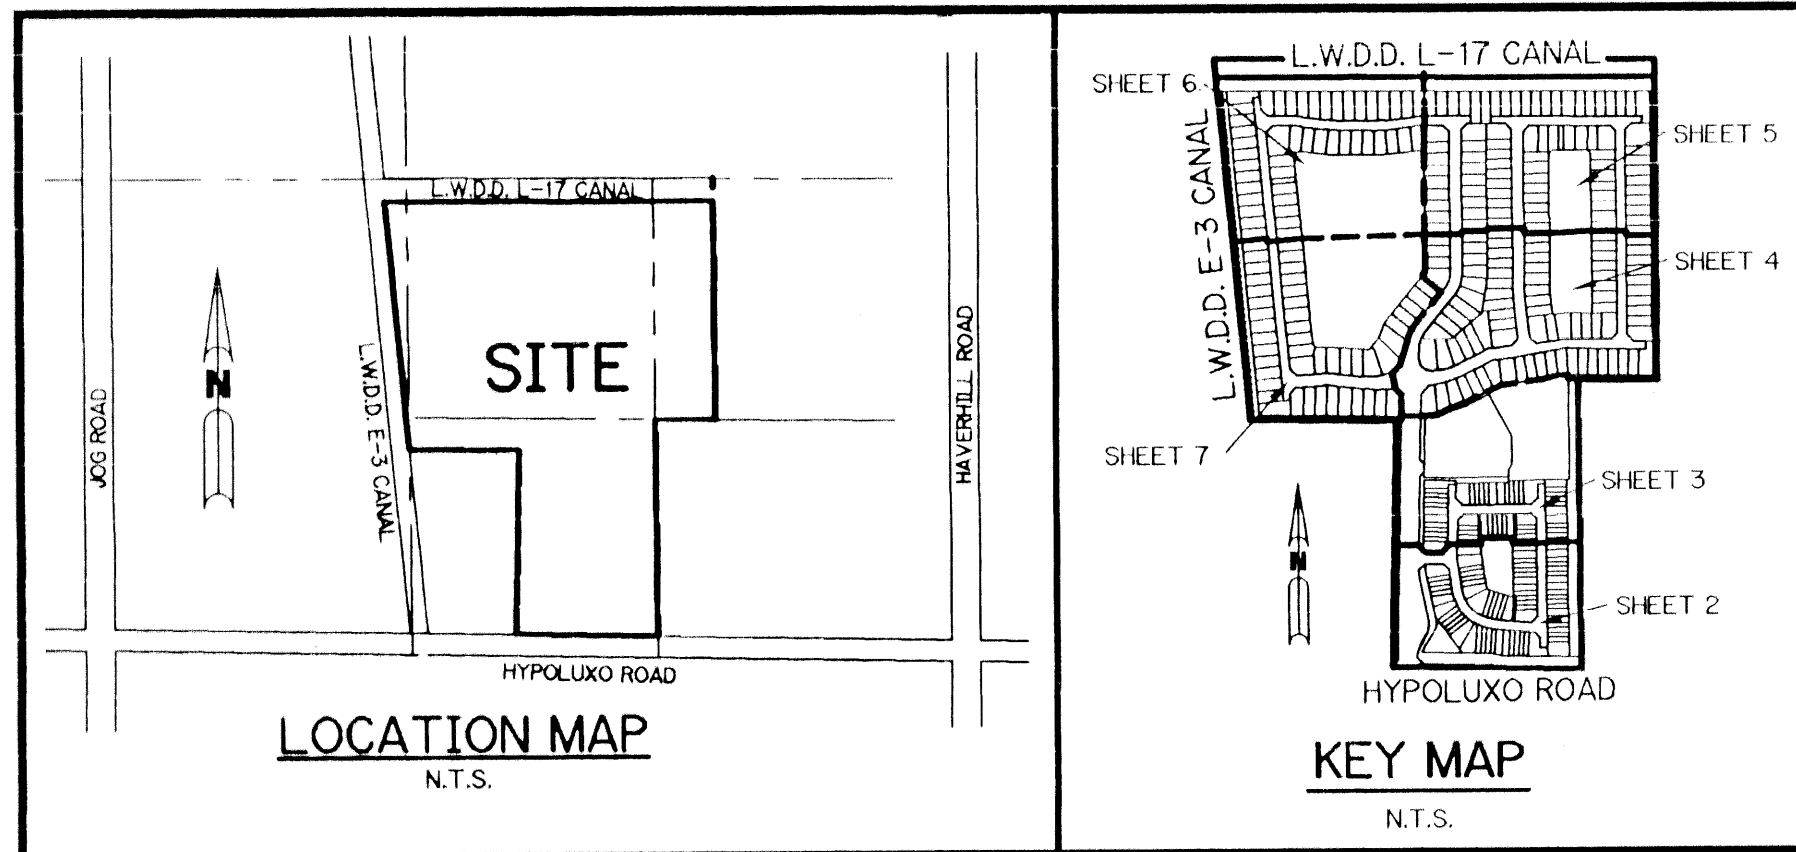 L.W.D.D. L-17 CANAL
SITE
N
JOG ROAD
L.W.D.D. E-3 CANAL
HAVERHILL ROAD
HYPOLUXO ROAD
LOCATION MAP
N.T.S.
L.W.D.D. L-17 CANAL
SHEET 6
SHEET 5
L.W.D.D. E-3 CANAL
SHEET 4
SHEET 7
SHEET 3
N
SHEET 2
HYPOLUXO ROAD
KEY MAP
N.T.S.